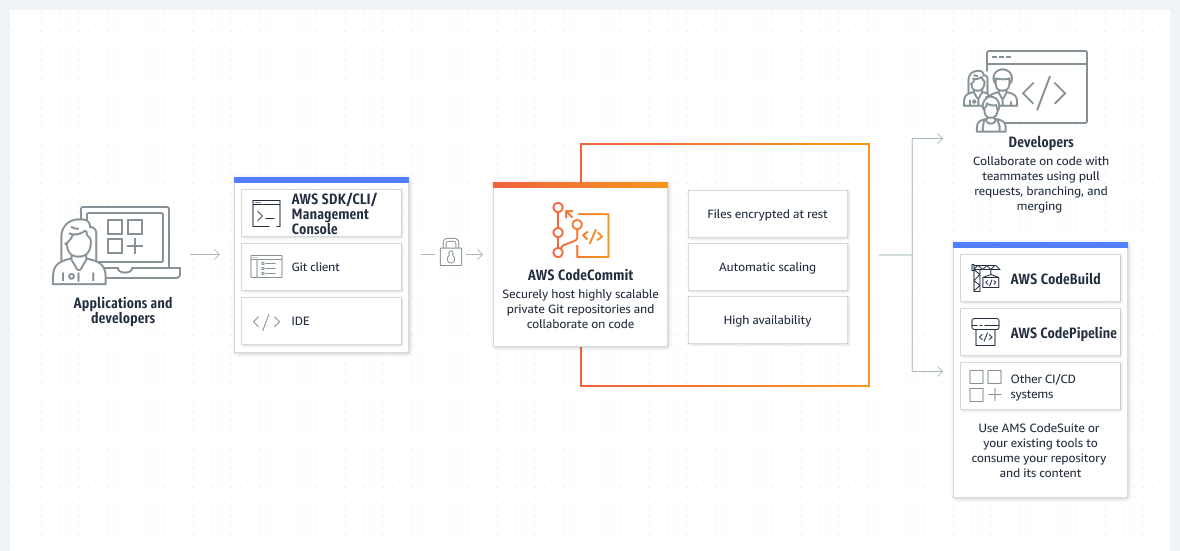 Applications and
developers
AWS SDK/CLI/
Management
Console
Git client
IDE
AWS CodeCommit
Securely host highly scalable
private Git repositories and
collaborate on code
Files encrypted at rest
Automatic scaling
High availability
Developers
Collaborate on code with
teammates using pull
requests, branching, and
merging
AWS CodeBuild
AWS CodePipeline
Other CI/CD
systems
Use AMS CodeSuite or
your existing tools to
consume your repository
and its content